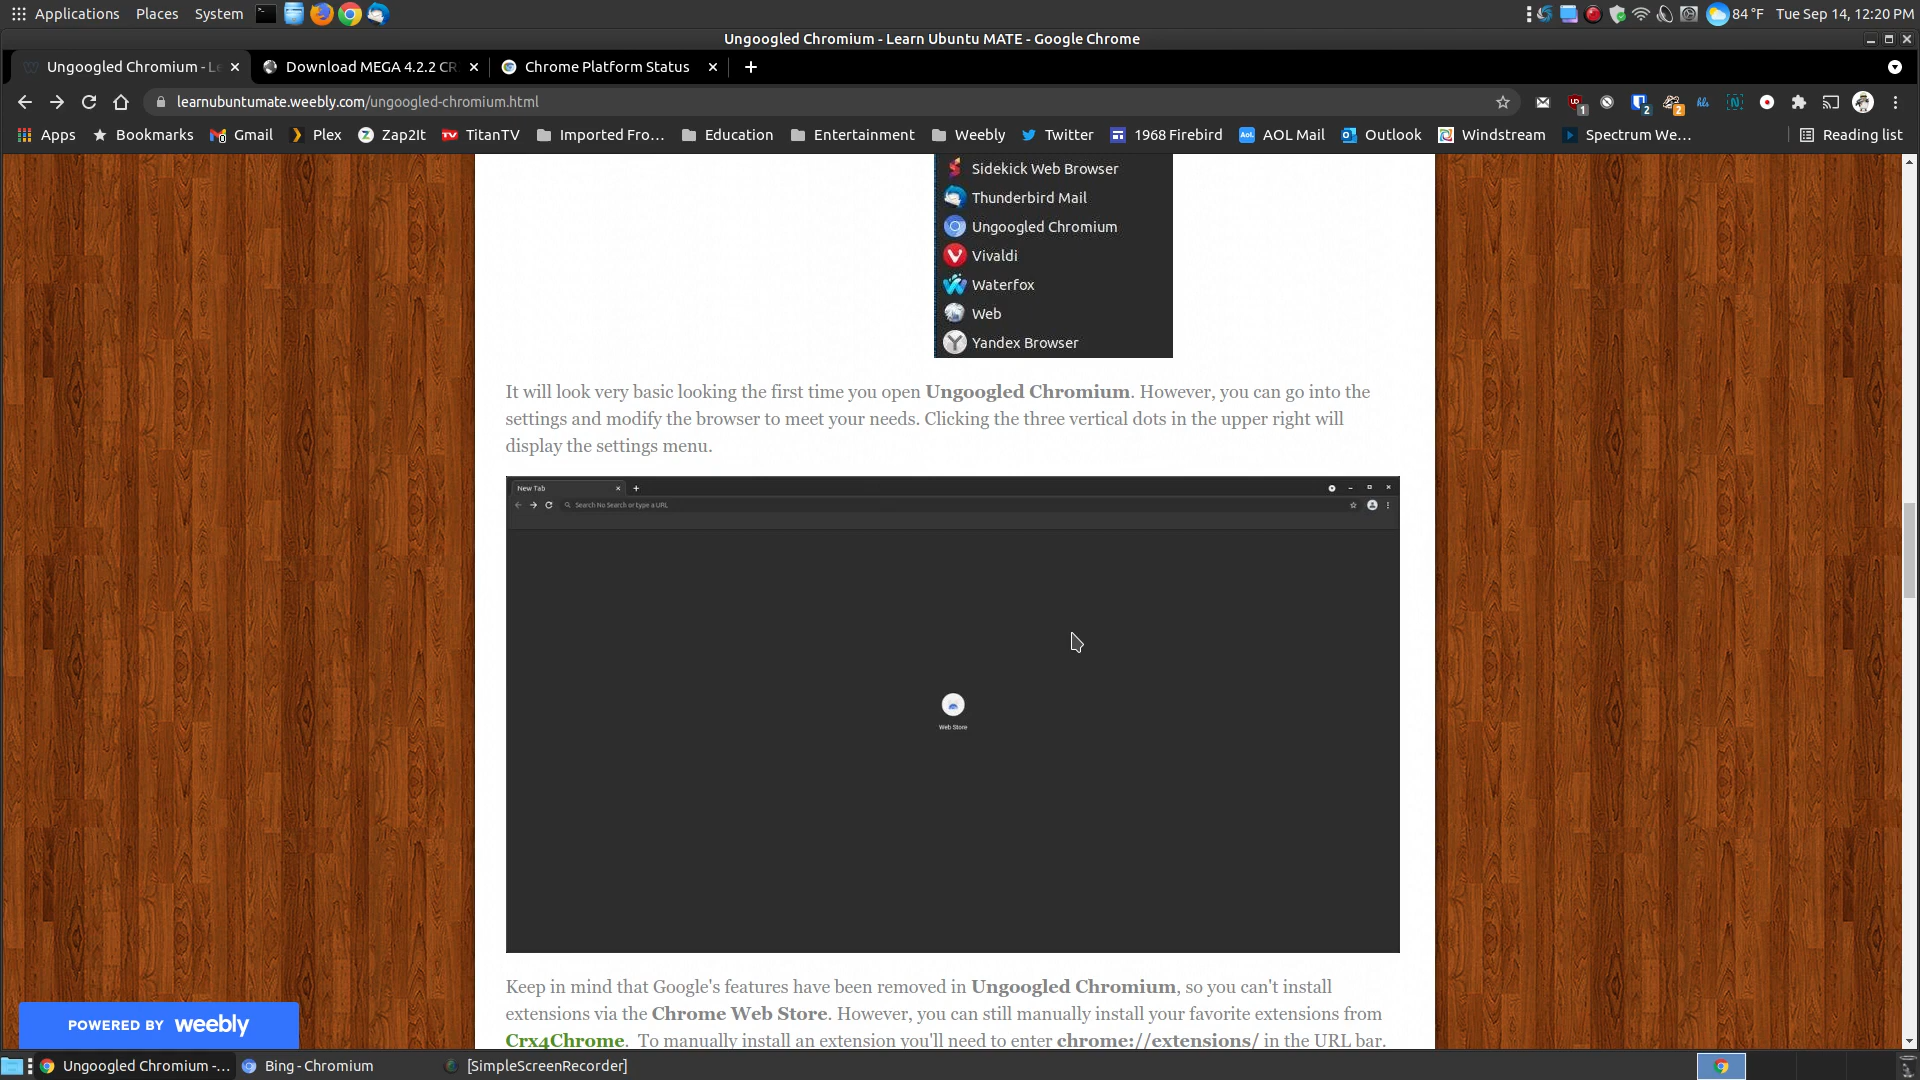 Applications Places System 84 °F Tue Sep 14, 12:20 PM
Ungoogled Chromium - Learn Ubuntu MATE - Google Chrome
Ungoogled Chromium - Le Download MEGA 4.2.2 CR Chrome Platform Status
learnubuntumate.weebly.com/ungoogled-chromium.html
Apps Bookmarks Gmail Plex Zap2It TitanTV Imported Fro... Education Entertainment Weebly Twitter 1968 Firebird AOL Mail Outlook Windstream Spectrum We... Reading list
Sidekick Web Browser
Thunderbird Mail
Ungoogled Chromium
Vivaldi
Waterfox
Web
Yandex Browser
It will look very basic looking the first time you open Ungoogled Chromium. However, you can go into the
settings and modify the browser to meet your needs. Clicking the three vertical dots in the upper right will
display the settings menu.
New Tab
Search No Search or type a URL
Web Store
Keep in mind that Google's features have been removed in Ungoogled Chromium, so you can't install
extensions via the Chrome Web Store. However, you can still manually install your favorite extensions from
Crx4Chrome. To manually install an extension you'll need to enter chrome://extensions/ in the URL bar.
POWERED BY weebly
Ungoogled Chromium -... Bing - Chromium [SimpleScreenRecorder]